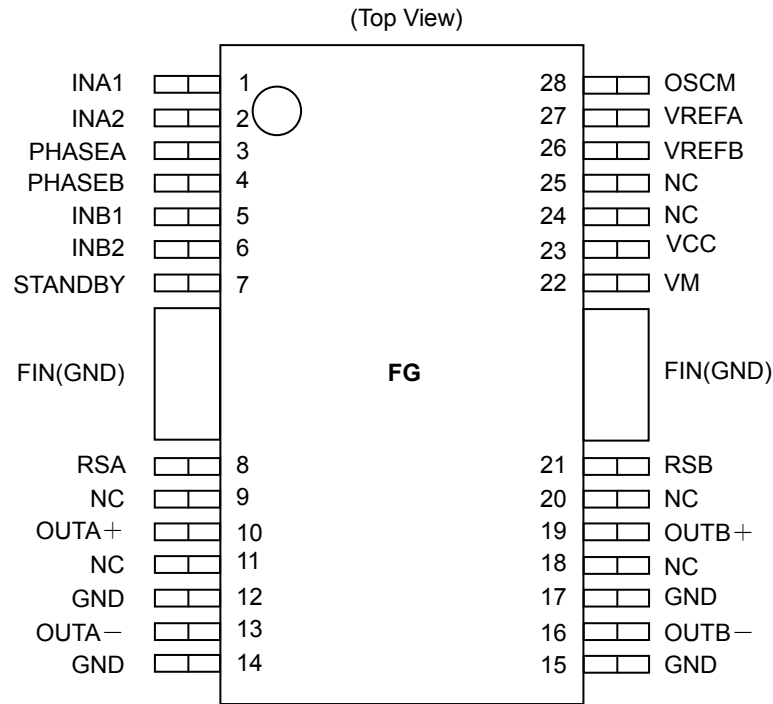 (Top View)
INA1 1 28 OSCM
INA2 2 27 VREFA
PHASEA 3 26 VREFB
PHASEB 4 25 NC
INB1 5 24 NC
INB2 6 23 VCC
STANDBY 7 22 VM
FIN(GND) FG FIN(GND)
RSA 8 21 RSB
NC 9 20 NC
OUTA+ 10 19 OUTB+
NC 11 18 NC
GND 12 17 GND
OUTA− 13 16 OUTB−
GND 14 15 GND